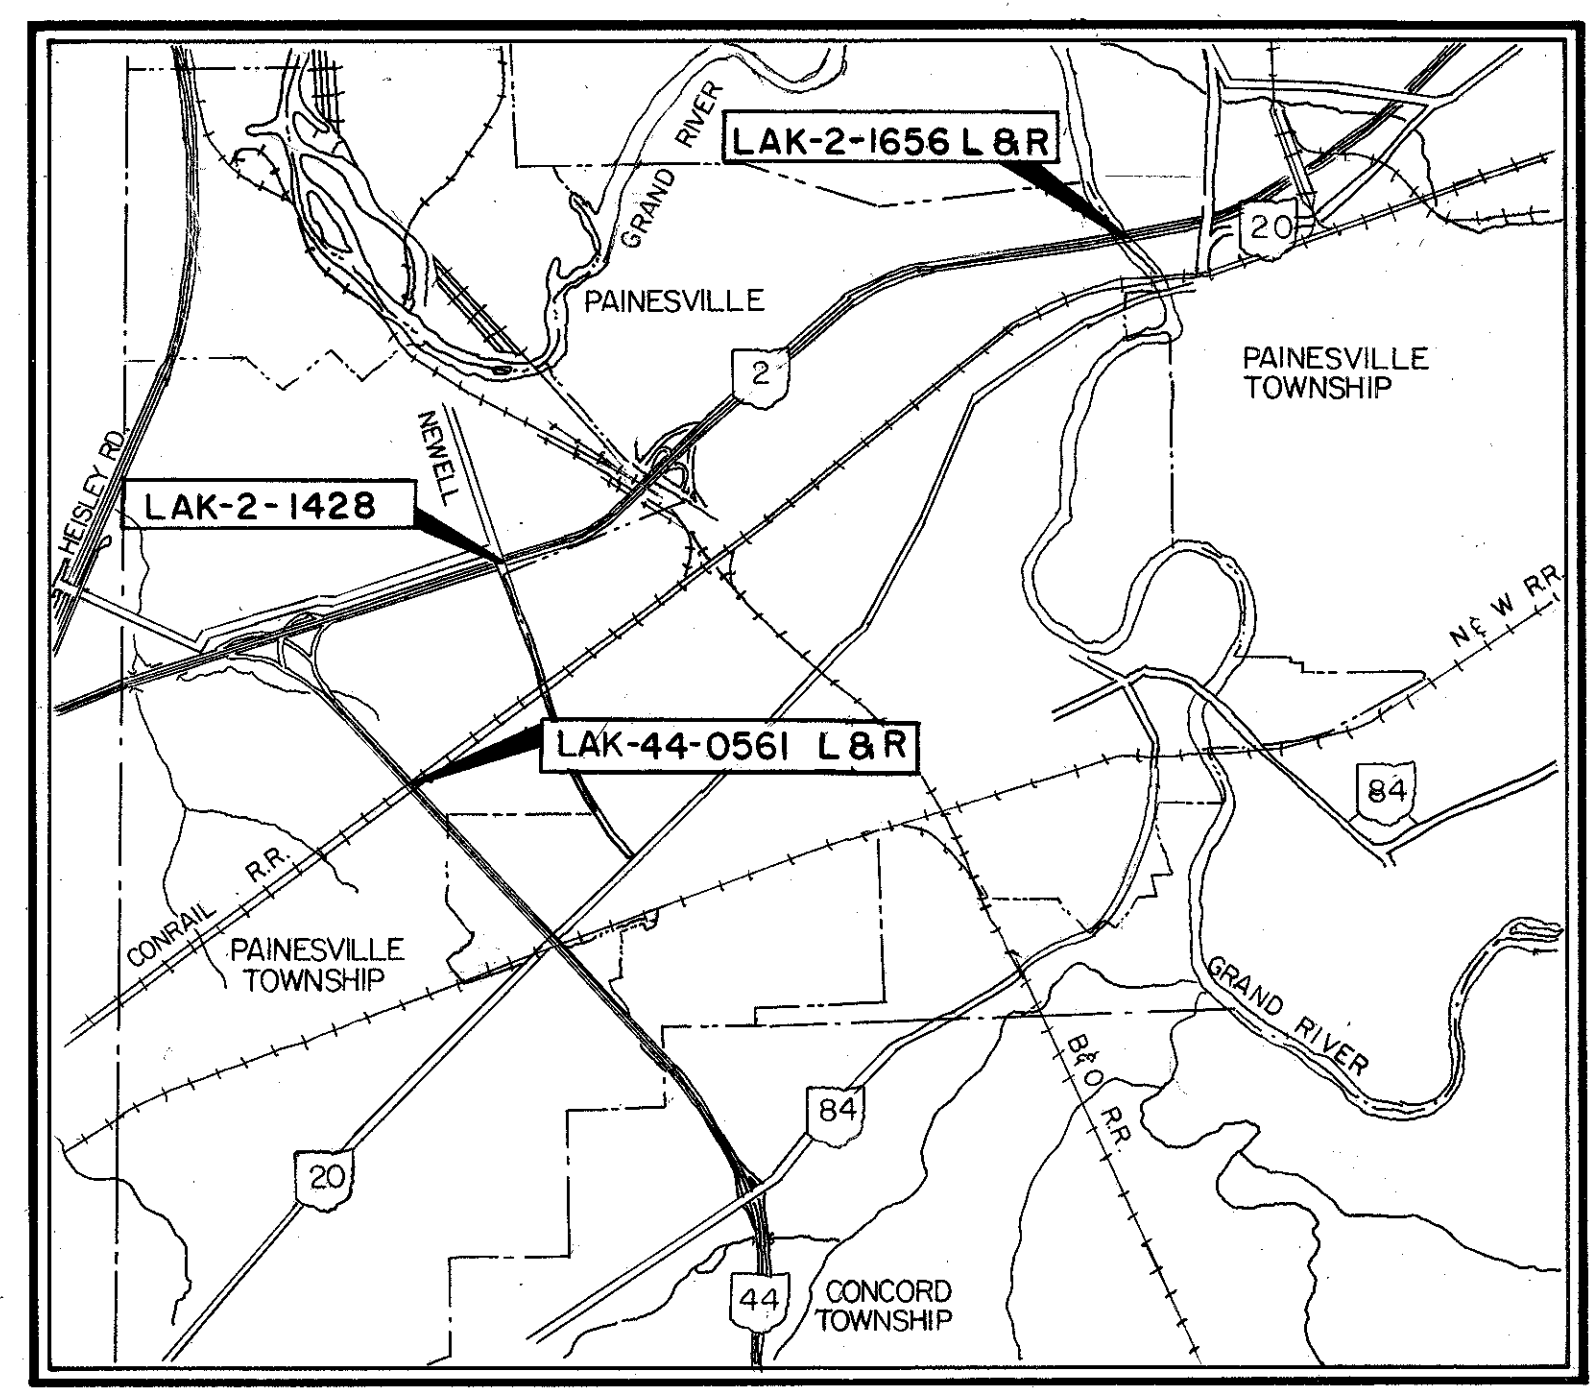 GRAND RIVER
LAK-2-1656 L & R
20
PAINESVILLE
2
PAINESVILLE
TOWNSHIP
NEWELL
HEISLEY RD.
LAK-2-1428
N & W R.R.
LAK-44-0561 L & R
84
CONRAIL R.R.
PAINESVILLE
TOWNSHIP
GRAND RIVER
B & O R.R.
84
20
44
CONCORD
TOWNSHIP